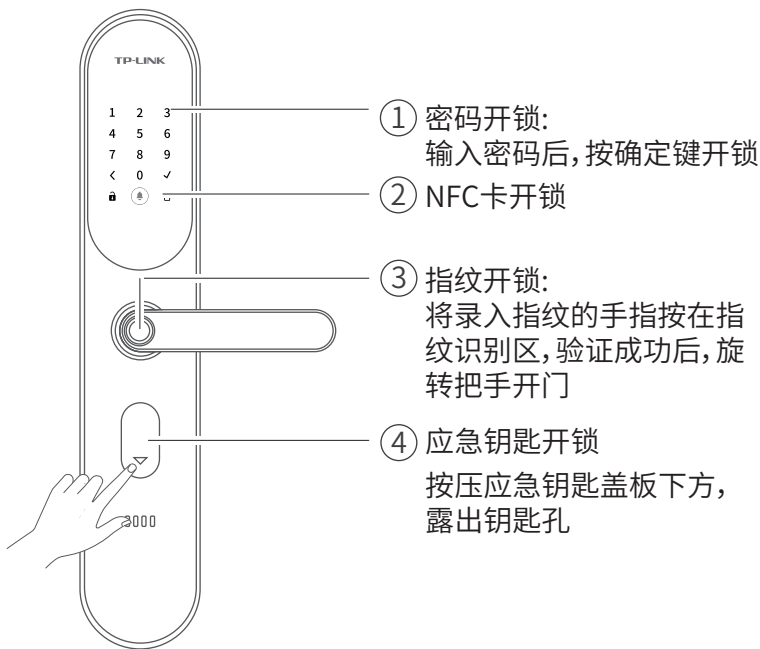 TP-LINK
1 2 3
4 5 6
7 8 9
0
① 密码开锁:
输入密码后,按确定键开锁
② NFC卡开锁
③ 指纹开锁:
将录入指纹的手指按在指
纹识别区,验证成功后,旋
转把手开门
④ 应急钥匙开锁
按压应急钥匙盖板下方,
露出钥匙孔